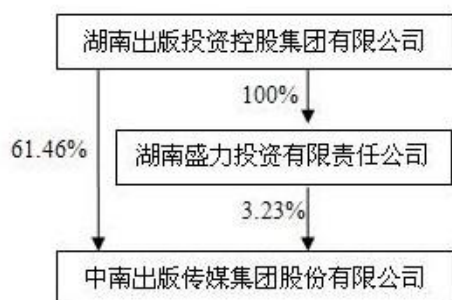 湖南出版投资控股集团有限公司
100%
61.46%
湖南盛力投资有限责任公司
3.23%
中南出版传媒集团股份有限公司